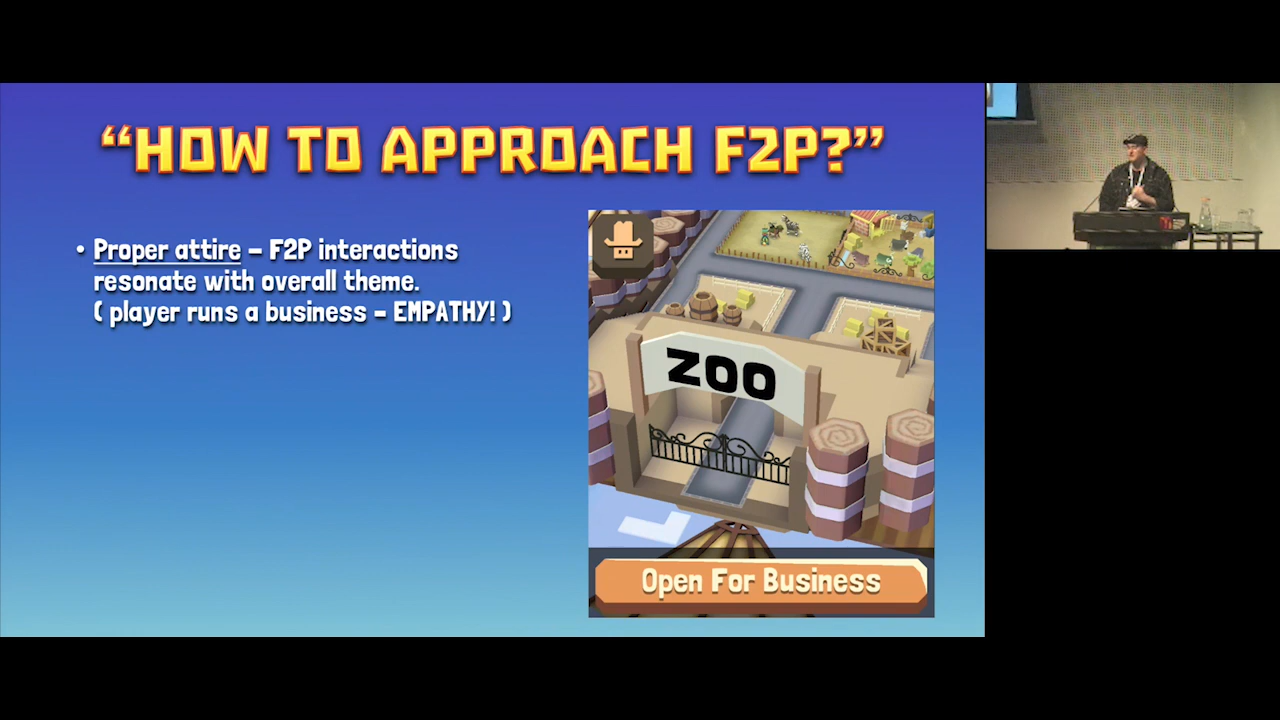 “HOW TO APPROACH F2P?”
• Proper attire – F2P interactions
resonate with overall theme.
( player runs a business – EMPATHY! )
ZOO
Open For Business